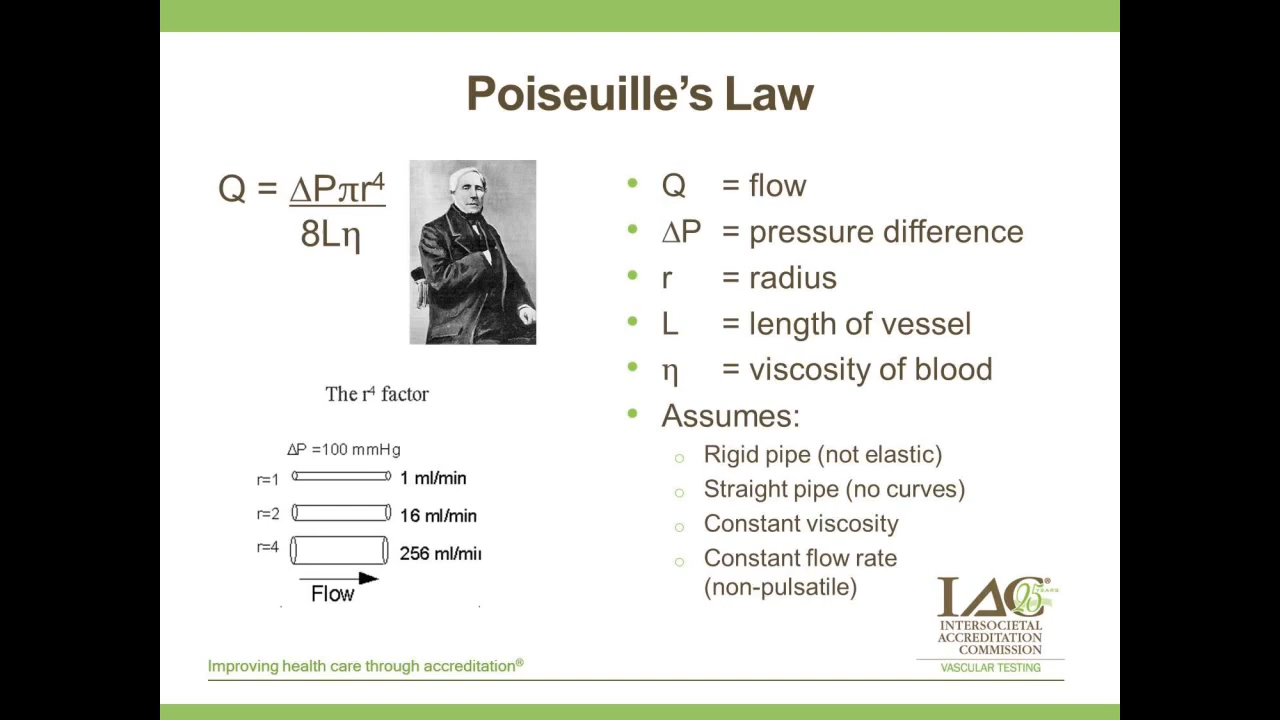 Poiseuille's Law
Q = ΔPπr⁴
8Lη
The r⁴ factor
ΔP =100 mmHg
r=1 1 ml/min
r=2 16 ml/min
r=4 256 ml/min
Flow
• Q = flow
• ΔP = pressure difference
• r = radius
• L = length of vessel
• η = viscosity of blood
• Assumes:
○ Rigid pipe (not elastic)
○ Straight pipe (no curves)
○ Constant viscosity
○ Constant flow rate
(non-pulsatile)
IAC®
25 YEARS
INTERSOCIETAL
ACCREDITATION
COMMISSION
VASCULAR TESTING
Improving health care through accreditation®